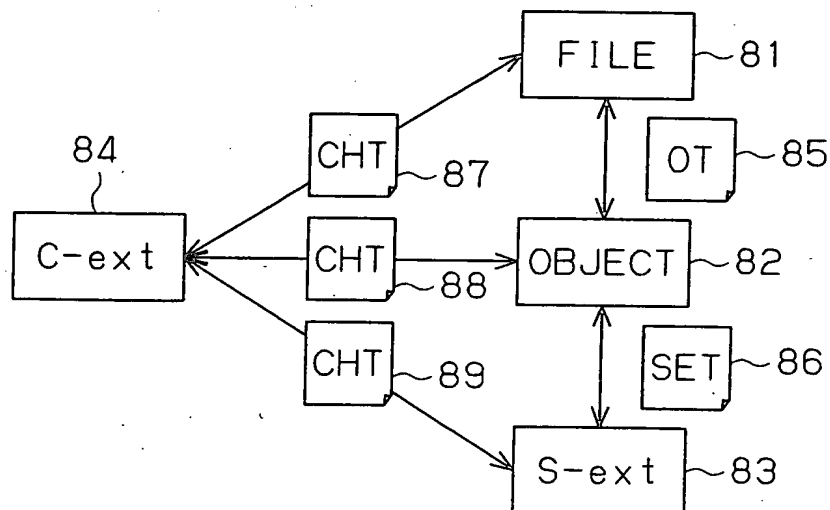 FILE
81
84
CHT
87
OT
85
C-ext
CHT
88
OBJECT
82
CHT
89
SET
86
S-ext
83